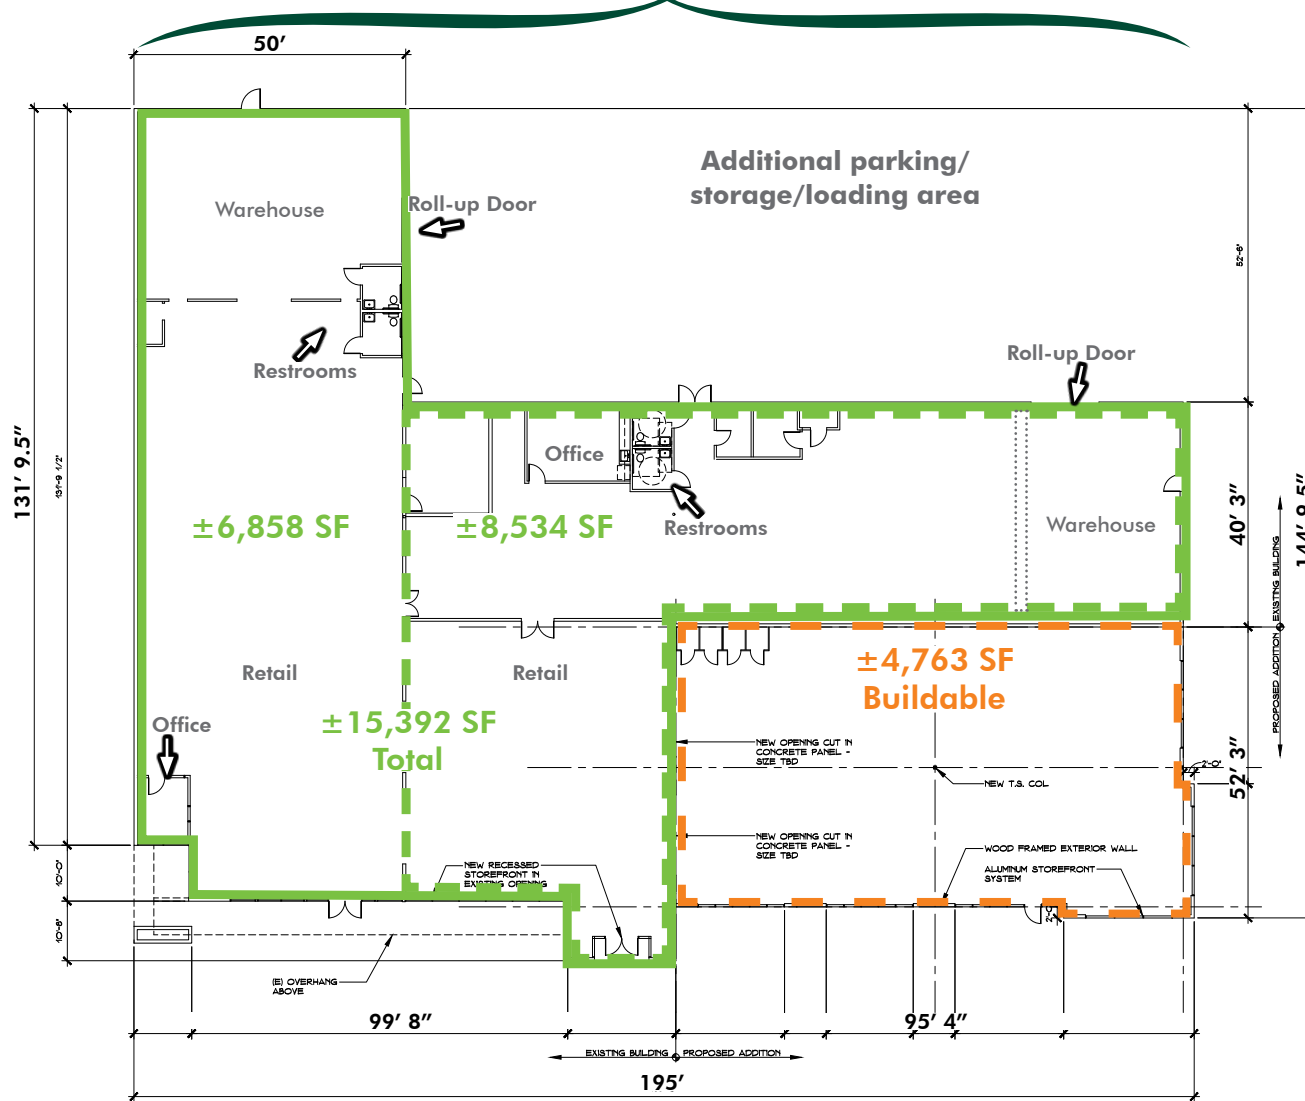 50'
Additional parking/
storage/loading area
Warehouse
Roll-up Door
52'-6"
Restrooms
Roll-up Door
131' 9.5"
131'-9 1/2"
Office
±6,858 SF
±8,534 SF
Restrooms
Warehouse
40' 3"
144' 9.5"
EXISTING BUILDING
PROPOSED ADDITION
±4,763 SF
Buildable
Retail
Retail
Office
±15,392 SF
Total
NEW OPENING CUT IN
CONCRETE PANEL -
SIZE TBD
NEW T.S. COL
2'-0"
52' 3"
NEW OPENING CUT IN
CONCRETE PANEL -
SIZE TBD
WOOD FRAMED EXTERIOR WALL
ALUMINUM STOREFRONT
SYSTEM
NEW RECESSED
STOREFRONT IN
EXISTING OPENING
10'-0"
10'-8"
(E) OVERHANG
ABOVE
99' 8"
95' 4"
EXISTING BUILDING
PROPOSED ADDITION
195'